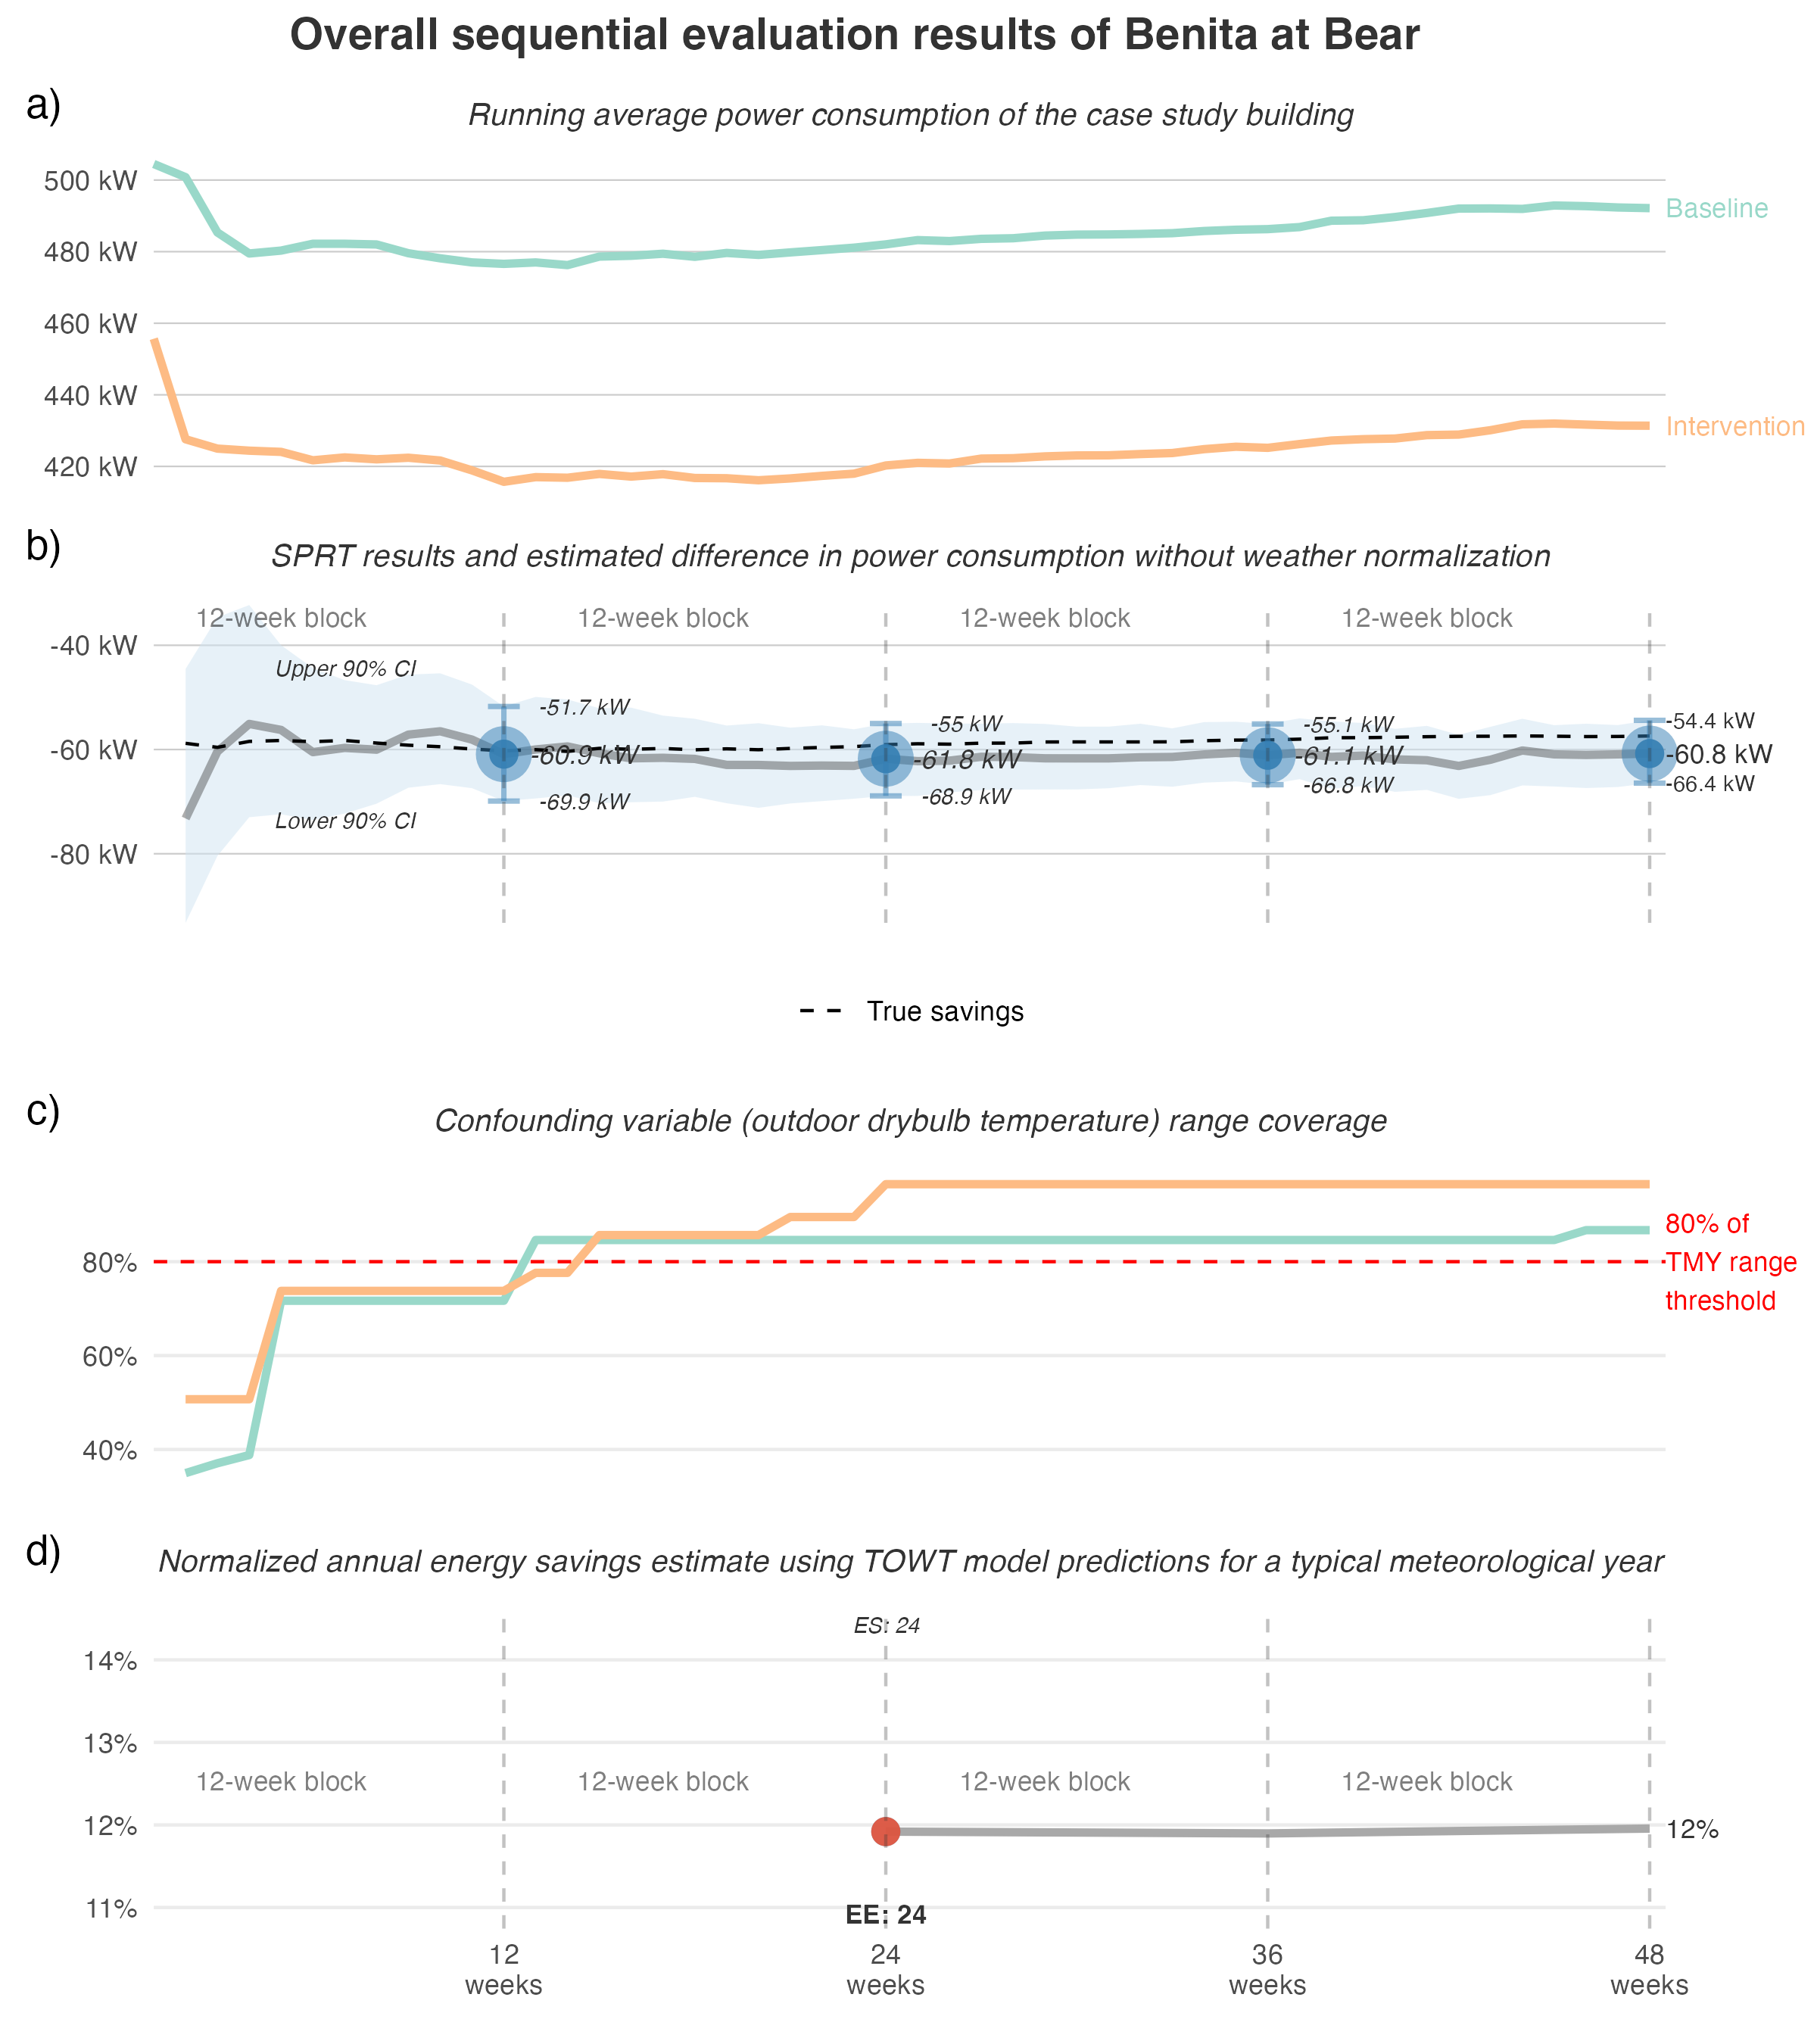 Overall sequential evaluation results of Benita at Bear
a)
Running average power consumption of the case study building
500 kW
480 kW
460 kW
440 kW
420 kW
Baseline
Intervention
b)
SPRT results and estimated difference in power consumption without weather normalization
12-week block 12-week block 12-week block 12-week block
-40 kW
-60 kW
-80 kW
Upper 90% CI
Lower 90% CI
-51.7 kW
-60.9 kW
-69.9 kW
-55 kW
-61.8 kW
-68.9 kW
-55.1 kW
-61.1 kW
-66.8 kW
-54.4 kW
-60.8 kW
-66.4 kW
True savings
c)
Confounding variable (outdoor drybulb temperature) range coverage
80%
60%
40%
80% of
TMY range
threshold
d)
Normalized annual energy savings estimate using TOWT model predictions for a typical meteorological year
ES: 24
14%
13%
12-week block 12-week block 12-week block 12-week block
12%
12%
11%
EE: 24
12
weeks
24
weeks
36
weeks
48
weeks